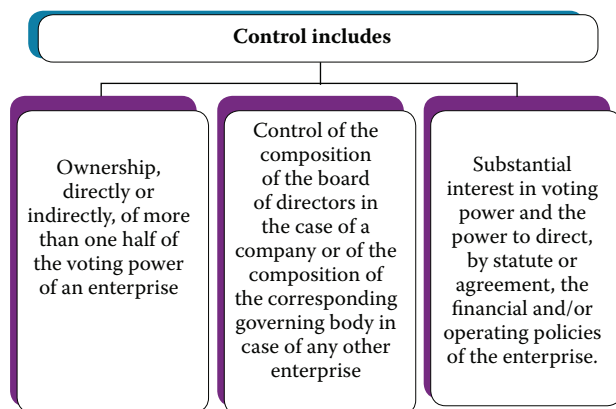 Control includes
Ownership,
directly or
indirectly, of more
than one half of
the voting power
of an enterprise
Control of the
composition
of the board
of directors in
the case of a
company or of the
composition of
the corresponding
governing body in
case of any other
enterprise
Substantial
interest in voting
power and the
power to direct,
by statute or
agreement, the
financial and/or
operating policies
of the enterprise.